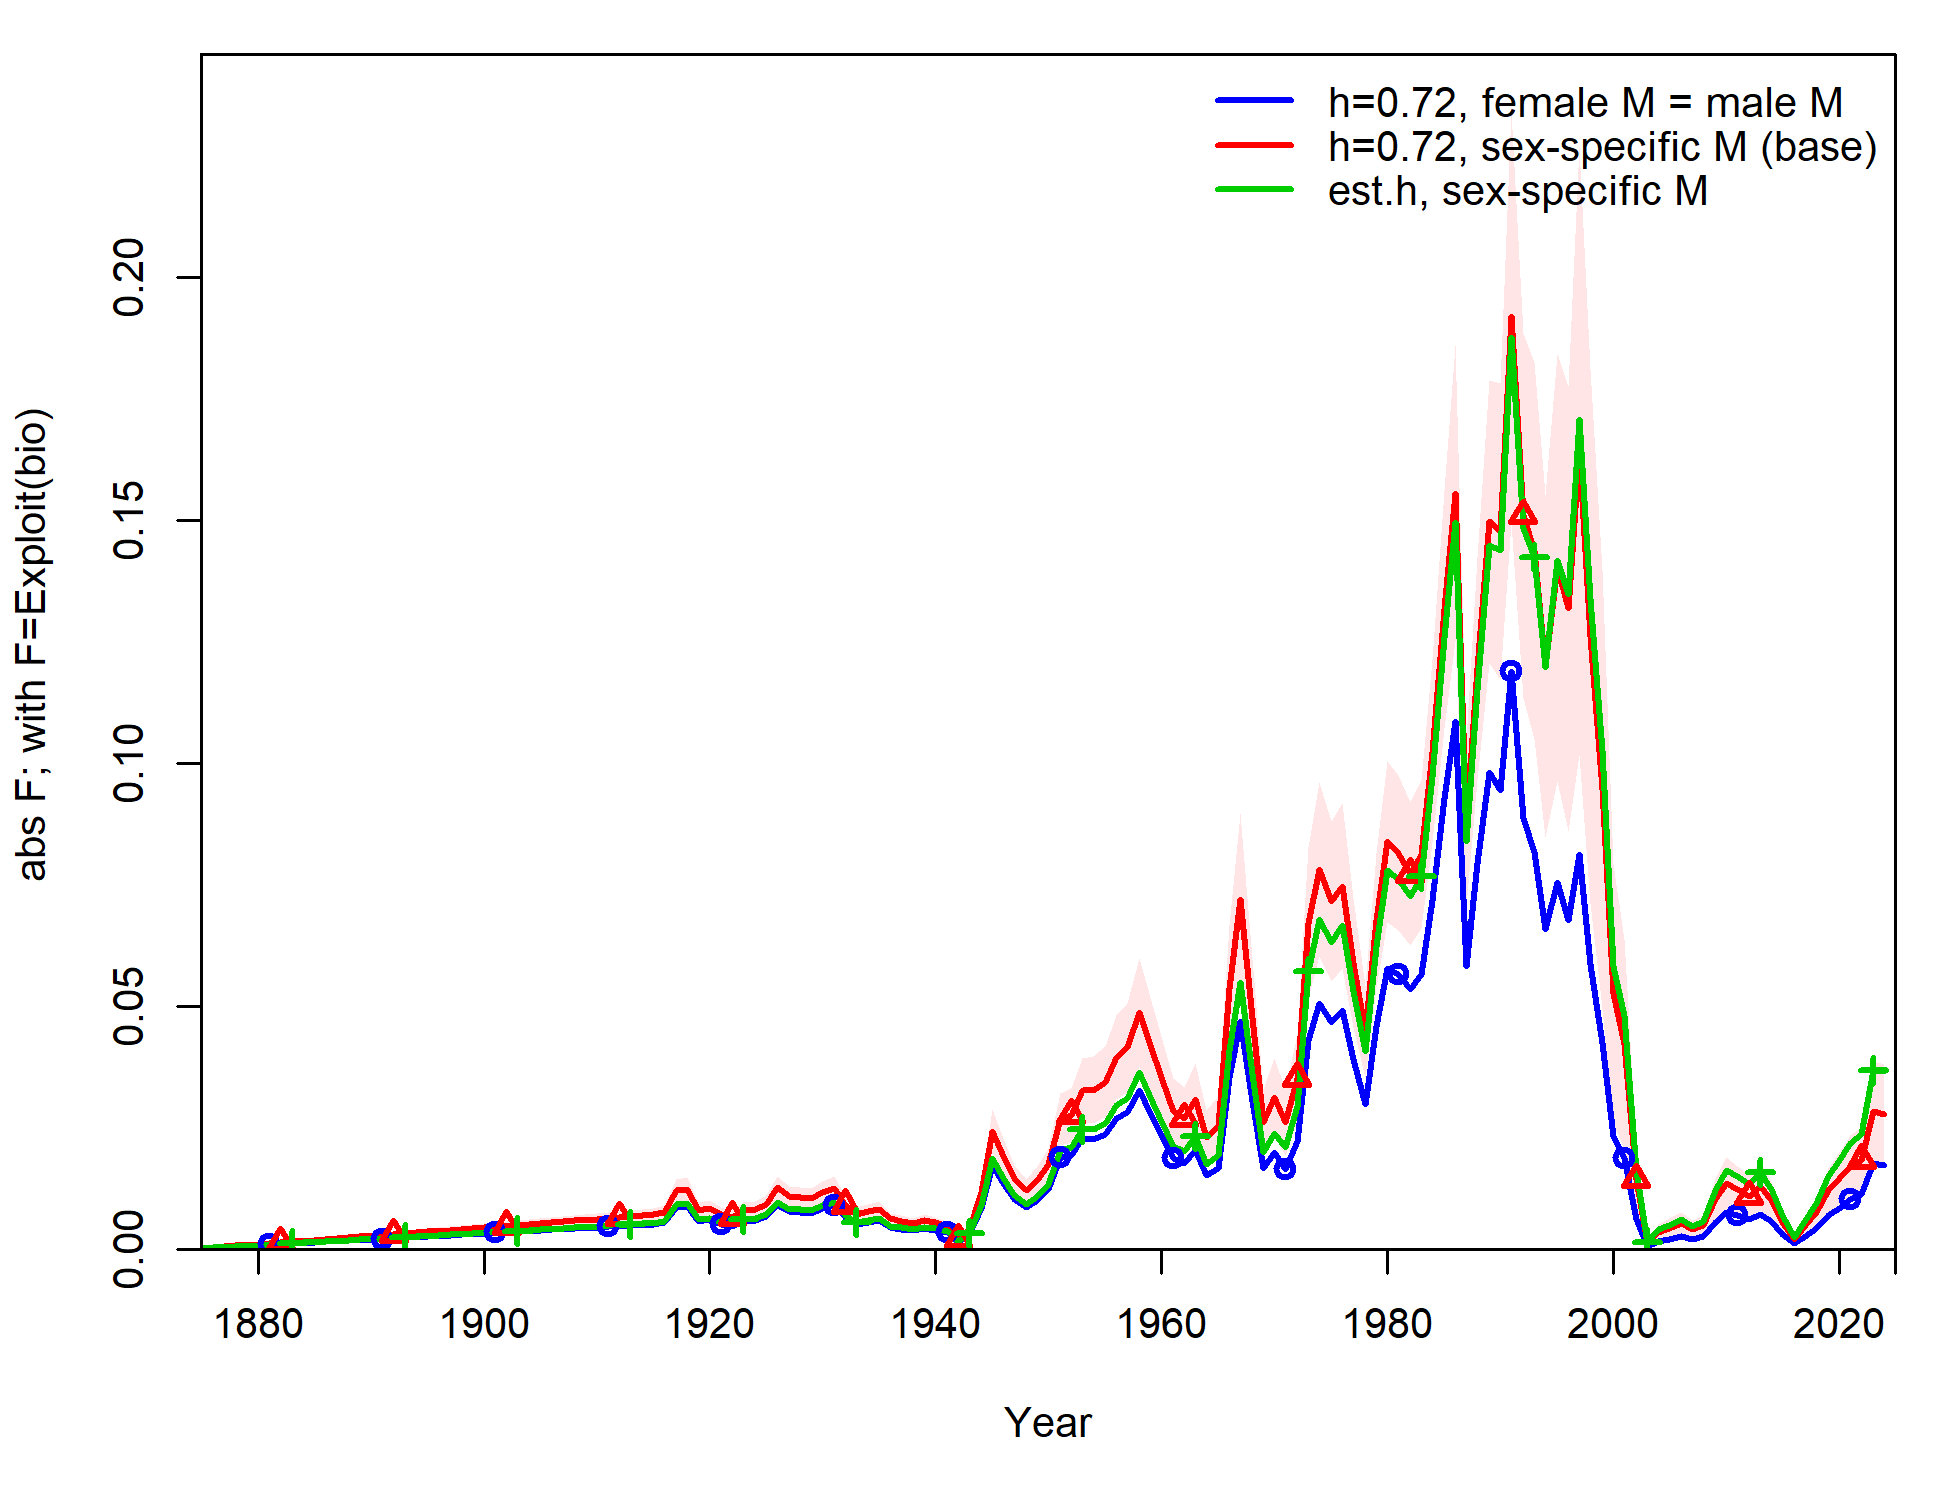 h=0.72, female M = male M
h=0.72, sex-specific M (base)
est.h, sex-specific M
abs F; with F=Exploit(bio)
0.20
0.15
0.10
0.05
0.00
1880 1900 1920 1940 1960 1980 2000 2020
Year